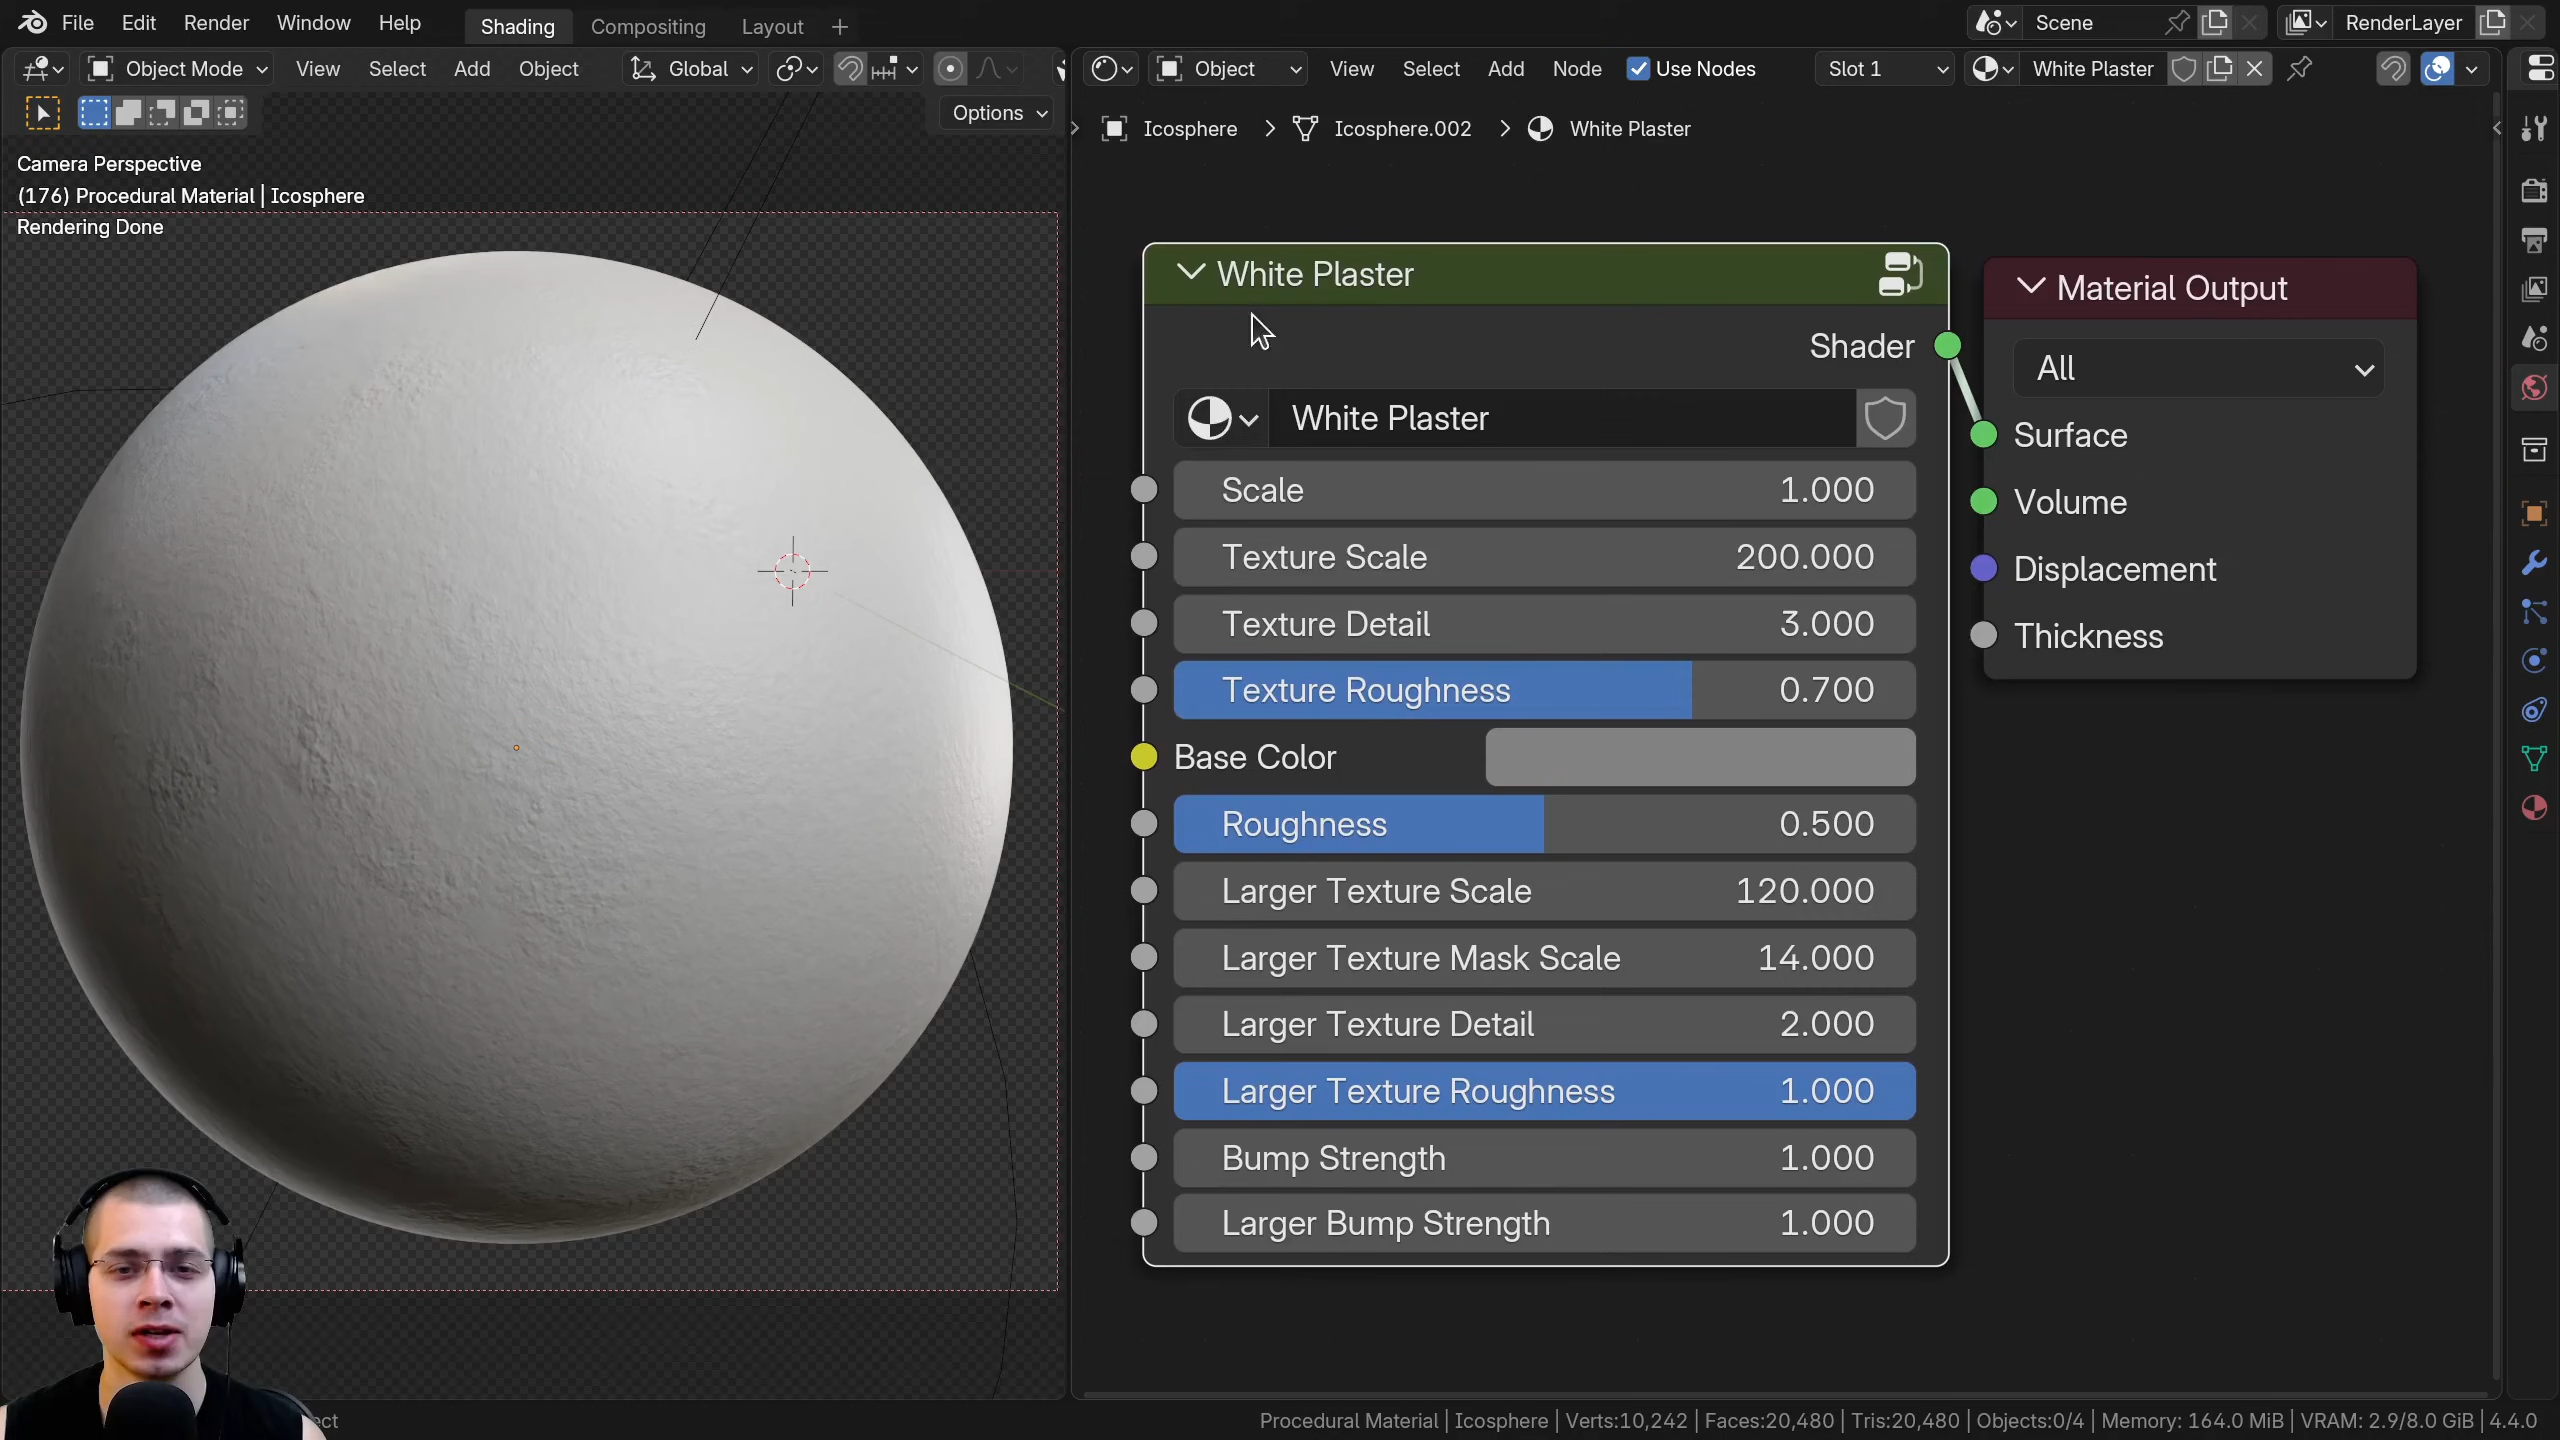 File Edit Render Window Help Shading Compositing Layout + Scene RenderLayer
Object Mode View Select Add Object Global Object View Select Add Node Use Nodes Slot 1 White Plaster
Options
Icosphere > Icosphere.002 > White Plaster
Camera Perspective
(176) Procedural Material | Icosphere
Rendering Done
White Plaster
Shader
White Plaster
Scale 1.000
Texture Scale 200.000
Texture Detail 3.000
Texture Roughness 0.700
Base Color
Roughness 0.500
Larger Texture Scale 120.000
Larger Texture Mask Scale 14.000
Larger Texture Detail 2.000
Larger Texture Roughness 1.000
Bump Strength 1.000
Larger Bump Strength 1.000
Material Output
All
Surface
Volume
Displacement
Thickness
Procedural Material | Icosphere | Verts:10,242 | Faces:20,480 | Tris:20,480 | Objects:0/4 | Memory: 164.0 MiB | VRAM: 2.9/8.0 GiB | 4.4.0